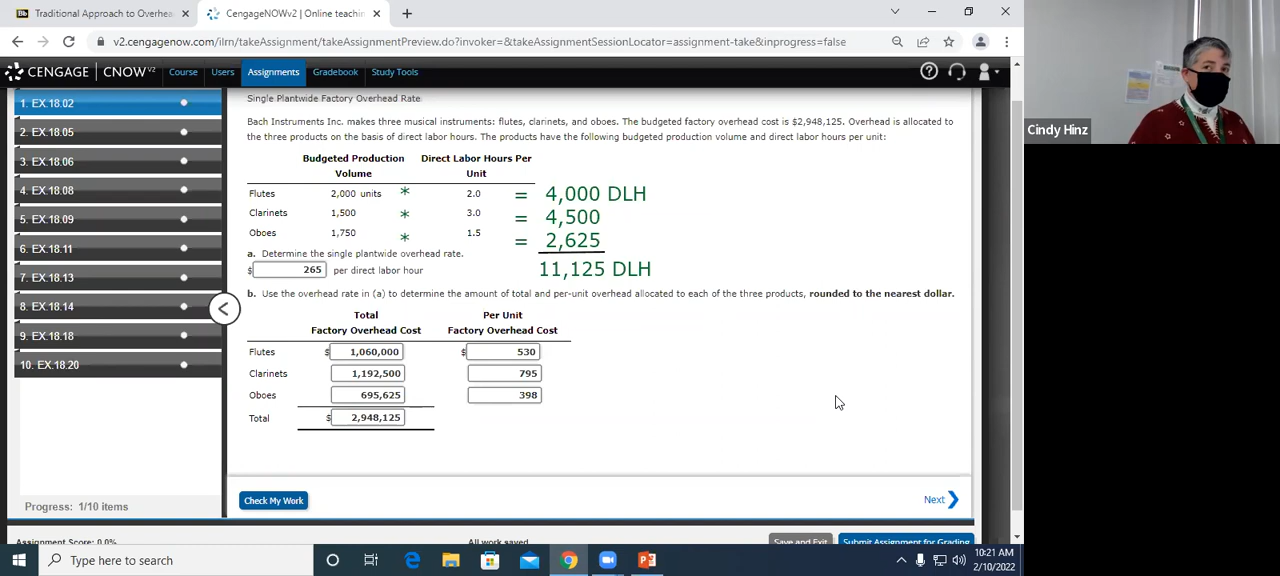 Traditional Approach to Overhea
CengageNOWv2 | Online teachin
v2.cengagenow.com/ilrn/takeAssignment/takeAssignmentPreview.do?invoker=&takeAssignmentSessionLocator=assignment-take&inprogress=false
CENGAGE | CNOWv2 Course Users Assignments Gradebook Study Tools
1. EX.18.02
2. EX.18.05
3. EX.18.06
4. EX.18.08
5. EX.18.09
6. EX.18.11
7. EX.18.13
8. EX.18.14
9. EX.18.18
10. EX.18.20
Progress: 1/10 items
Single Plantwide Factory Overhead Rate
Bach Instruments Inc. makes three musical instruments: flutes, clarinets, and oboes. The budgeted factory overhead cost is $2,948,125. Overhead is allocated to
the three products on the basis of direct labor hours. The products have the following budgeted production volume and direct labor hours per unit:
Budgeted Production Direct Labor Hours Per
Volume Unit
Flutes 2,000 units * 2.0 = 4,000 DLH
Clarinets 1,500 * 3.0 = 4,500
Oboes 1,750 * 1.5 = 2,625
a. Determine the single plantwide overhead rate.
$ 265 per direct labor hour 11,125 DLH
b. Use the overhead rate in (a) to determine the amount of total and per-unit overhead allocated to each of the three products, rounded to the nearest dollar.
Total Per Unit
Factory Overhead Cost Factory Overhead Cost
Flutes $ 1,060,000 $ 530
Clarinets 1,192,500 795
Oboes 695,625 398
Total $ 2,948,125
Check My Work
Next
Assignment Score: 0.0%
All work saved.
Save and Exit
Submit Assignment for Grading
Type here to search
10:21 AM
2/10/2022
Cindy Hinz